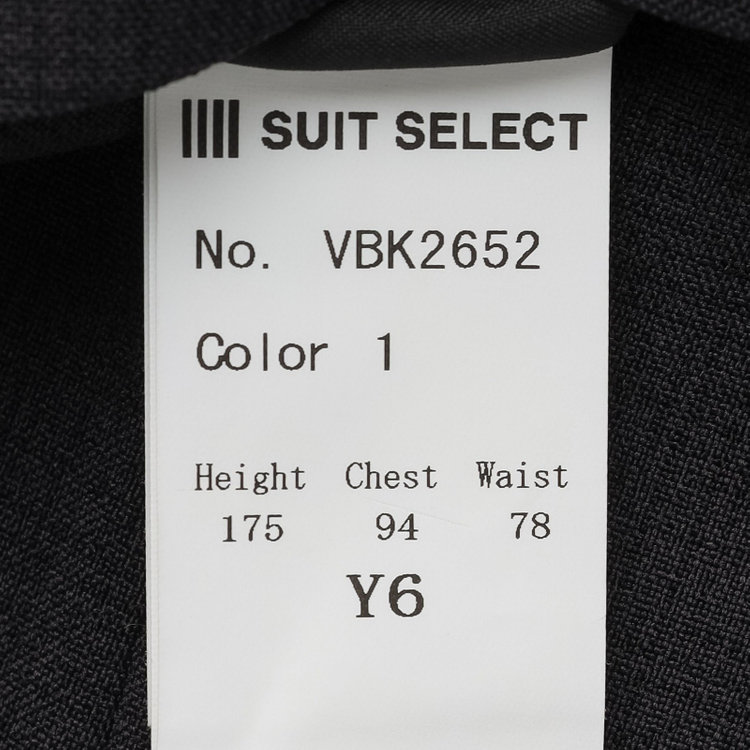 SUIT SELECT
No. VBK2652
Color 1
Height Chest Waist
175 94 78
Y6